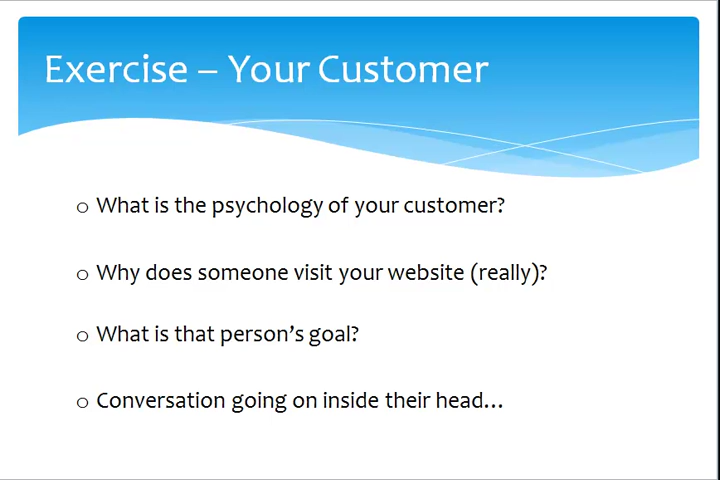 Exercise – Your Customer
o What is the psychology of your customer?
o Why does someone visit your website (really)?
o What is that person’s goal?
o Conversation going on inside their head…